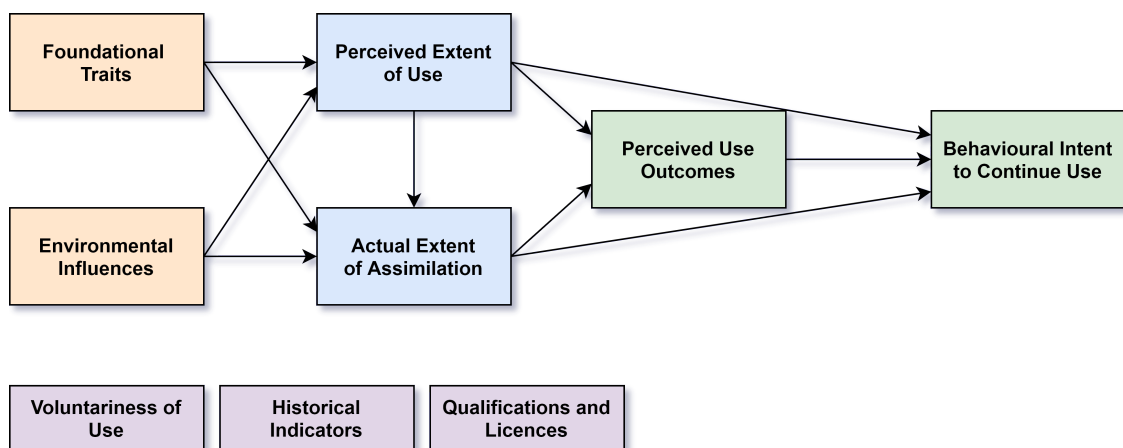 Foundational
Traits
Perceived Extent
of Use
Perceived Use
Outcomes
Behavioural Intent
to Continue Use
Environmental
Influences
Actual Extent
of Assimilation
Voluntariness of
Use
Historical
Indicators
Qualifications and
Licences